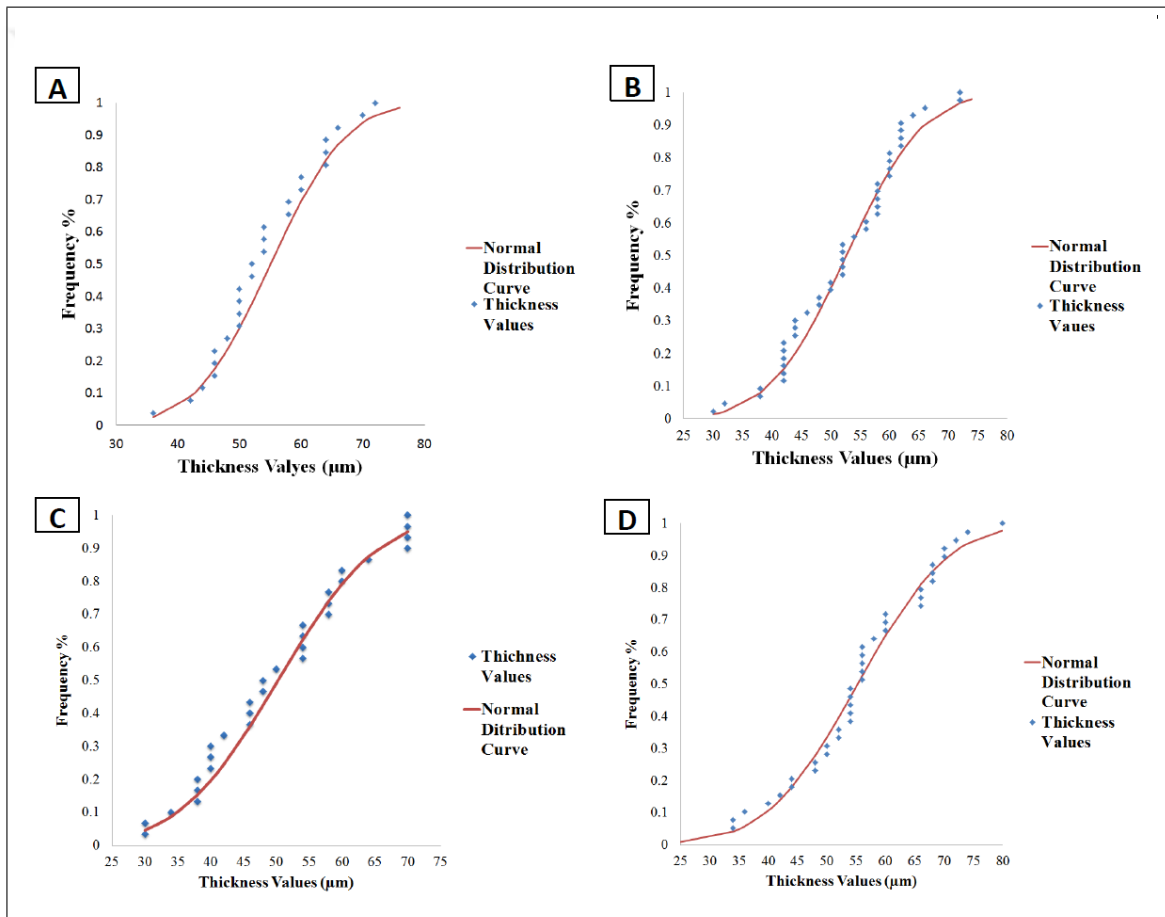 A
1
0.9
0.8
0.7
0.6
0.5
0.4
0.3
0.2
0.1
0
Frequency %
30 40 50 60 70 80
Thickness Valyes (µm)
Normal
Distribution
Curve
Thickness
Values
B
1
0.9
0.8
0.7
0.6
0.5
0.4
0.3
0.2
0.1
0
Frequency %
25 30 35 40 45 50 55 60 65 70 75 80
Thickness Values (µm)
Normal
Distribution
Curve
Thickness
Vaues
C
1
0.9
0.8
0.7
0.6
0.5
0.4
0.3
0.2
0.1
0
Frequency %
25 30 35 40 45 50 55 60 65 70 75
Thickness Values (µm)
Thichness
Values
Normal
Ditribution
Curve
D
1
0.9
0.8
0.7
0.6
0.5
0.4
0.3
0.2
0.1
0
Frequency %
25 30 35 40 45 50 55 60 65 70 75 80
Thickness Values (µm)
Normal
Distribution
Curve
Thickness
Values